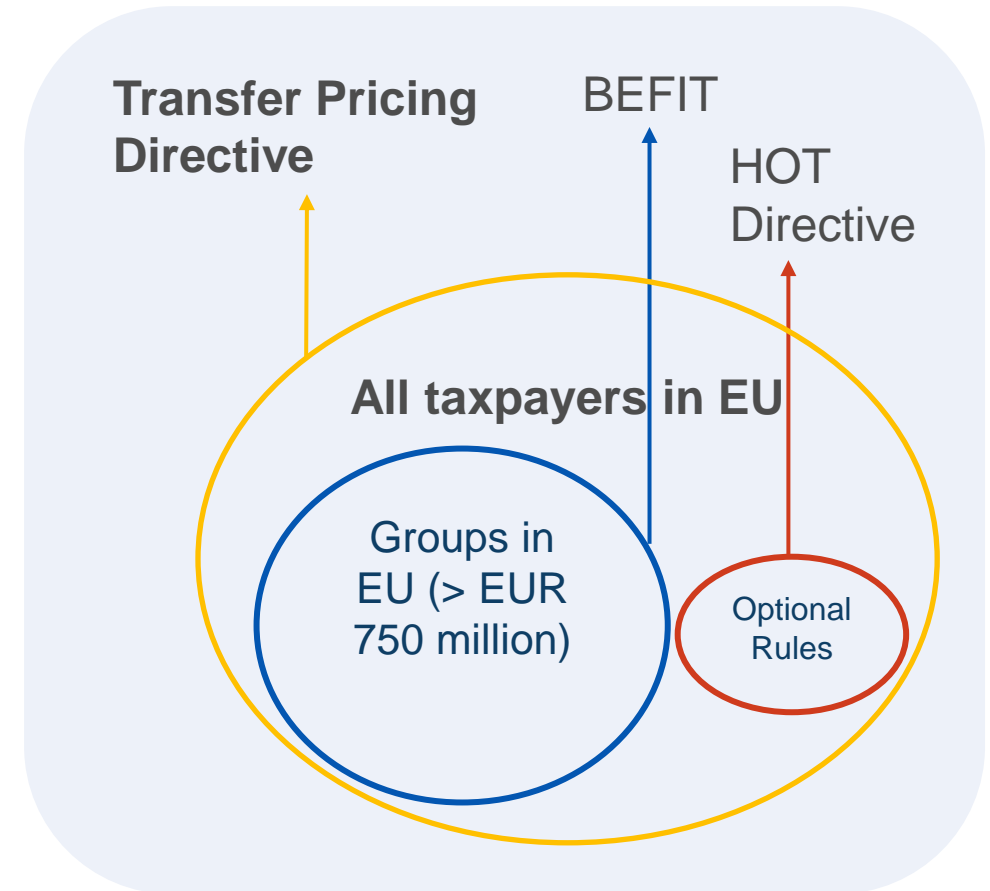 Transfer Pricing
Directive
BEFIT
HOT
Directive
All taxpayers in EU
Groups in
EU (> EUR
750 million)
Optional
Rules